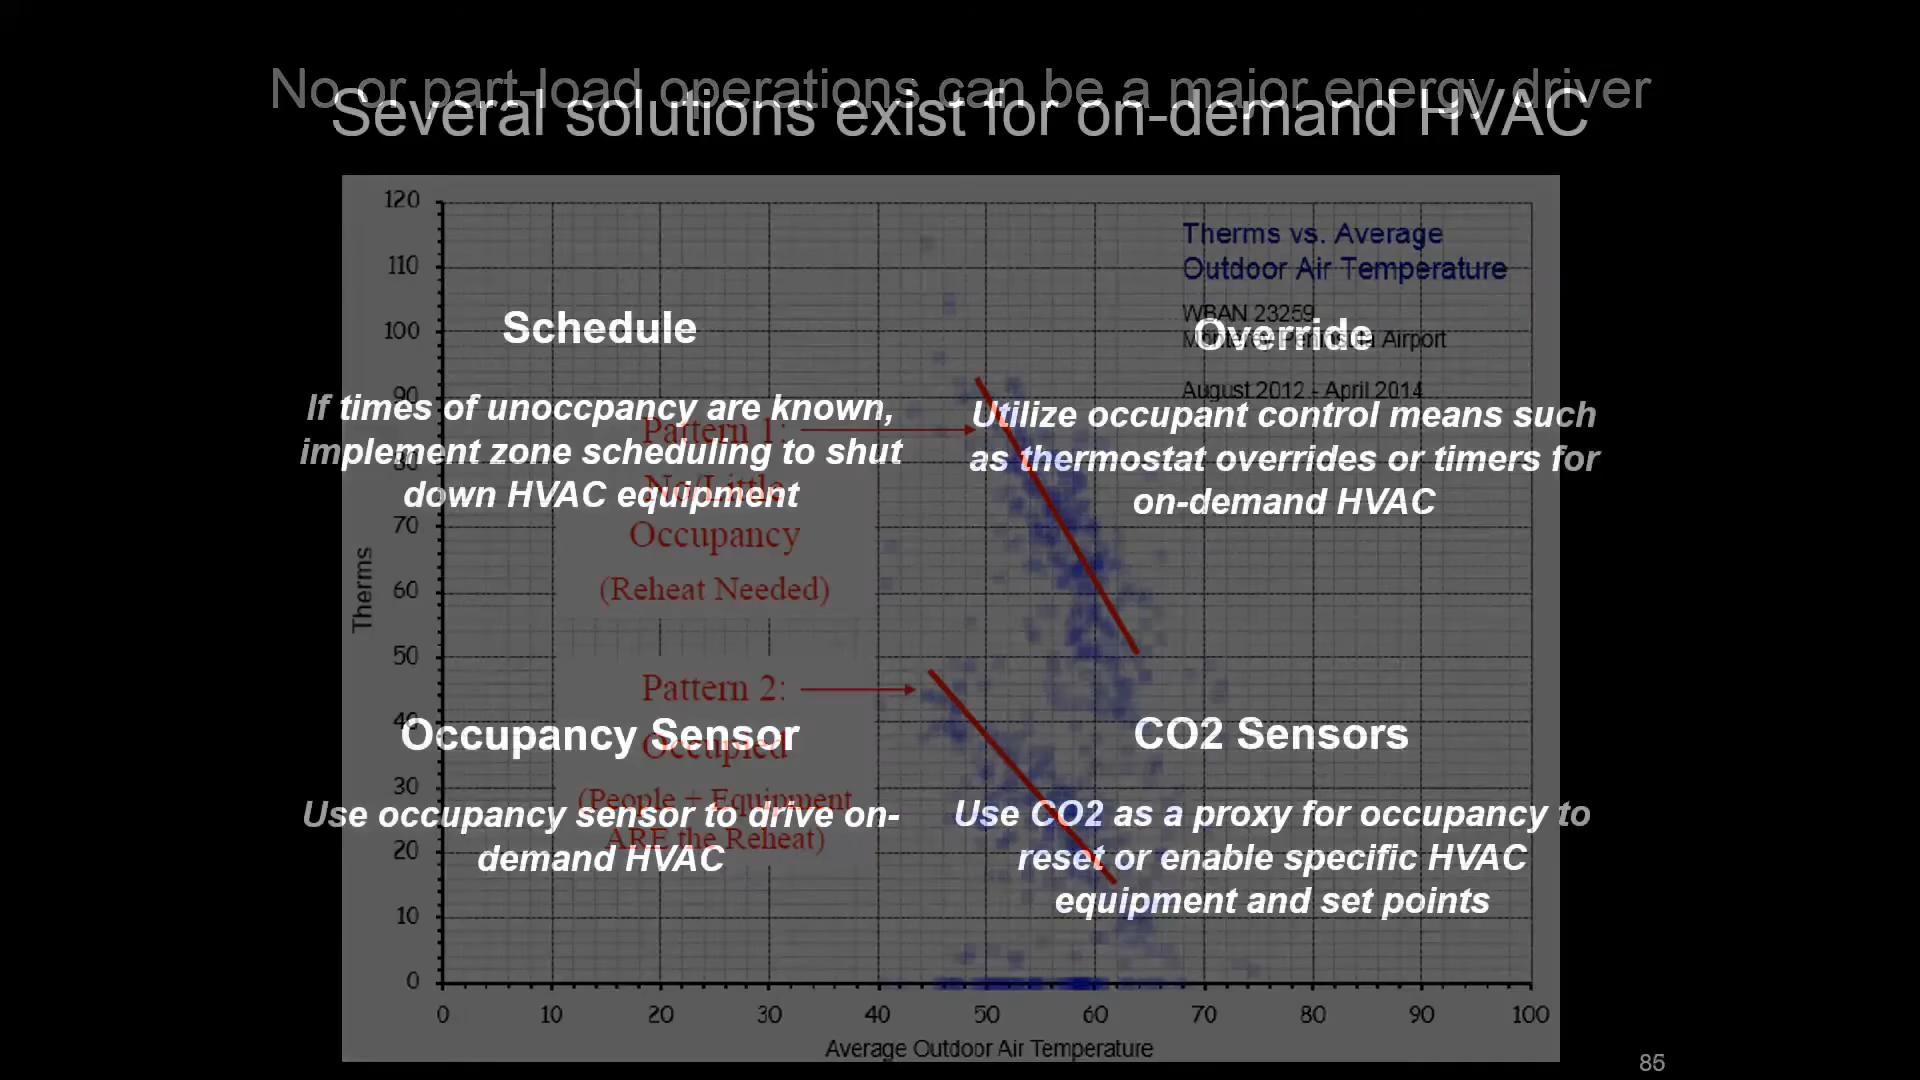 No or part-load operations can be a major energy driver
Several solutions exist for on-demand HVAC
Schedule
If times of unoccpancy are known,
implement zone scheduling to shut
down HVAC equipment
Override
Utilize occupant control means such
as thermostat overrides or timers for
on-demand HVAC
Occupancy Sensor
Use occupancy sensor to drive on-
demand HVAC
CO2 Sensors
Use CO2 as a proxy for occupancy to
reset or enable specific HVAC
equipment and set points
Therms vs. Average
Outdoor Air Temperature
WBAN 23259
Monterey Peninsula Airport
August 2012 - April 2014
Pattern 1:
No/Little
Occupancy
(Reheat Needed)
Pattern 2:
Occupied
(People + Equipment
ARE the Reheat)
Therms
120
110
100
90
80
70
60
50
40
30
20
10
0
0 10 20 30 40 50 60 70 80 90 100
Average Outdoor Air Temperature
85